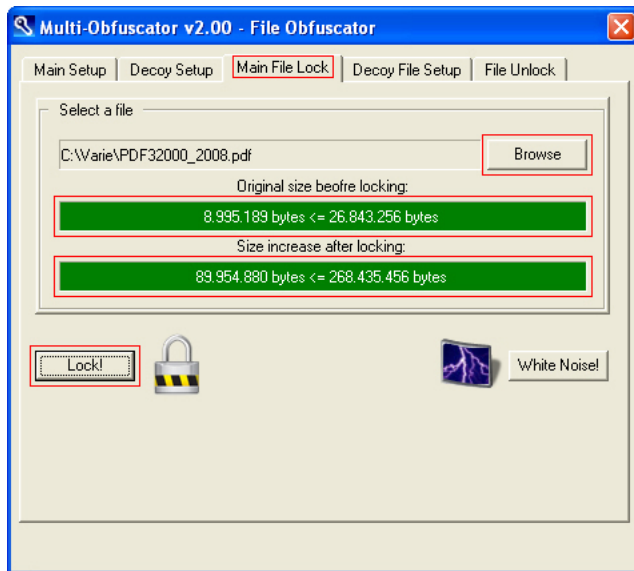 Multi-Obfuscator v2.00 - File Obfuscator
Main Setup Decoy Setup Main File Lock Decoy File Setup File Unlock
Select a file
C:\Varie\PDF32000_2008.pdf Browse
Original size beofre locking:
8.995.189 bytes <= 26.843.256 bytes
Size increase after locking:
89.954.880 bytes <= 268.435.456 bytes
Lock! White Noise!